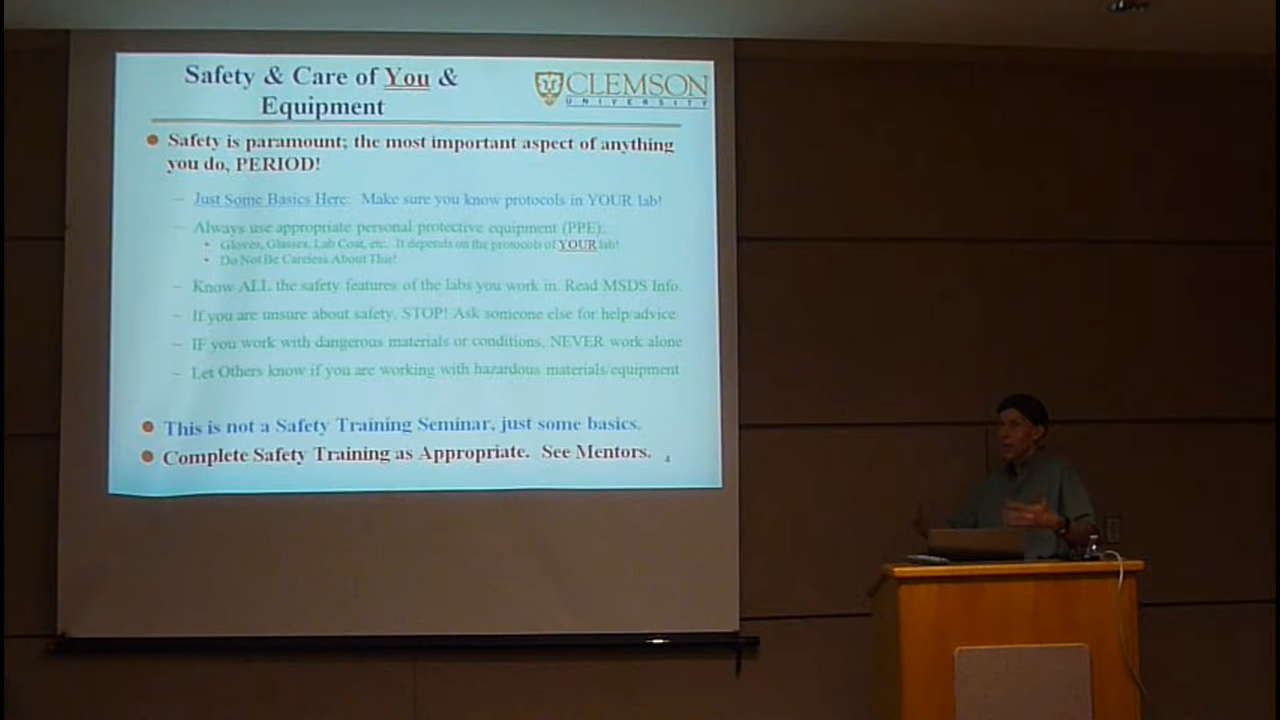 Safety & Care of You &
Equipment
CLEMSON
UNIVERSITY
Safety is paramount; the most important aspect of anything
you do, PERIOD!
– Just Some Basics Here: Make sure you know protocols in YOUR lab!
– Always use appropriate personal protective equipment (PPE):
• Gloves, Glasses, Lab Coat, etc. It depends on the protocols of YOUR lab!
• Do Not Be Careless About This!
– Know ALL the safety features of the labs you work in. Read MSDS Info.
– If you are unsure about safety, STOP! Ask someone else for help/advice
– IF you work with dangerous materials or conditions, NEVER work alone
– Let Others know if you are working with hazardous materials/equipment
This is not a Safety Training Seminar, just some basics.
Complete Safety Training as Appropriate. See Mentors.
4